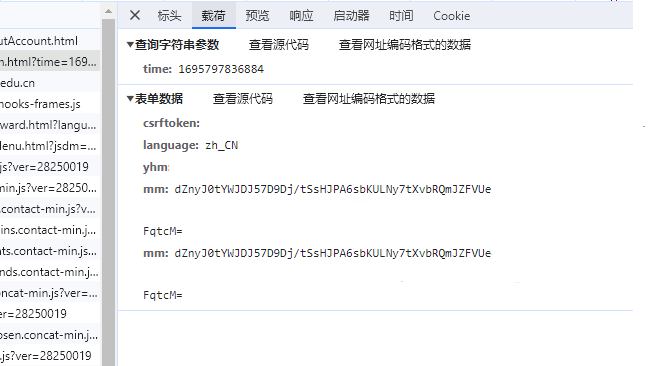 标头 载荷 预览 响应 启动器 时间 Cookie
utAccount.html
n.html?time=169...
edu.cn
hooks-frames.js
ward.html?langu...
Menu.html?jsdm=...
js?ver=28250019
min.js?ver=28250...
.contact-min.js?v...
ins.contact-min.j...
ats.contact-min.js...
nds.contact-min.j...
oncat-min.js?ver=...
er=28250019
osen.concat-min.j...
.js?ver=28250019
▼查询字符串参数 查看源代码 查看网址编码格式的数据
time: 1695797836884
▼表单数据 查看源代码 查看网址编码格式的数据
csrftoken:
language: zh_CN
yhm:
mm: dZnyJ0tYWJDJ57D9Dj/tSsHJPA6sbKULNy7tXvbRQmJZFVUe
FqtcM=
mm: dZnyJ0tYWJDJ57D9Dj/tSsHJPA6sbKULNy7tXvbRQmJZFVUe
FqtcM=